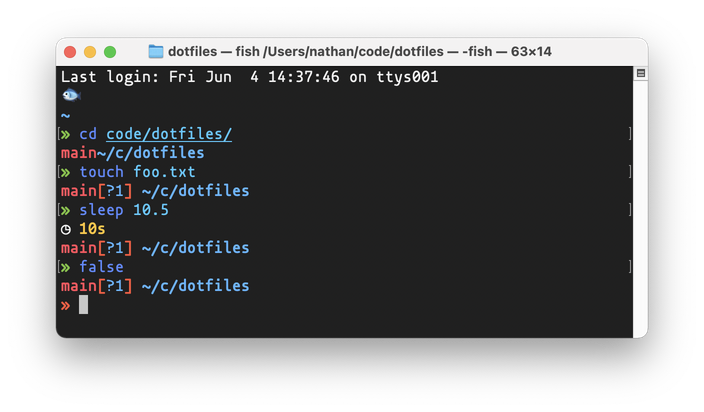 dotfiles — fish /Users/nathan/code/dotfiles — -fish — 63×14
Last login: Fri Jun  4 14:37:46 on ttys001
~
[» cd code/dotfiles/ ]
main~/c/dotfiles
[» touch foo.txt ]
main[?1] ~/c/dotfiles
[» sleep 10.5 ]
10s
main[?1] ~/c/dotfiles
[» false ]
main[?1] ~/c/dotfiles
»